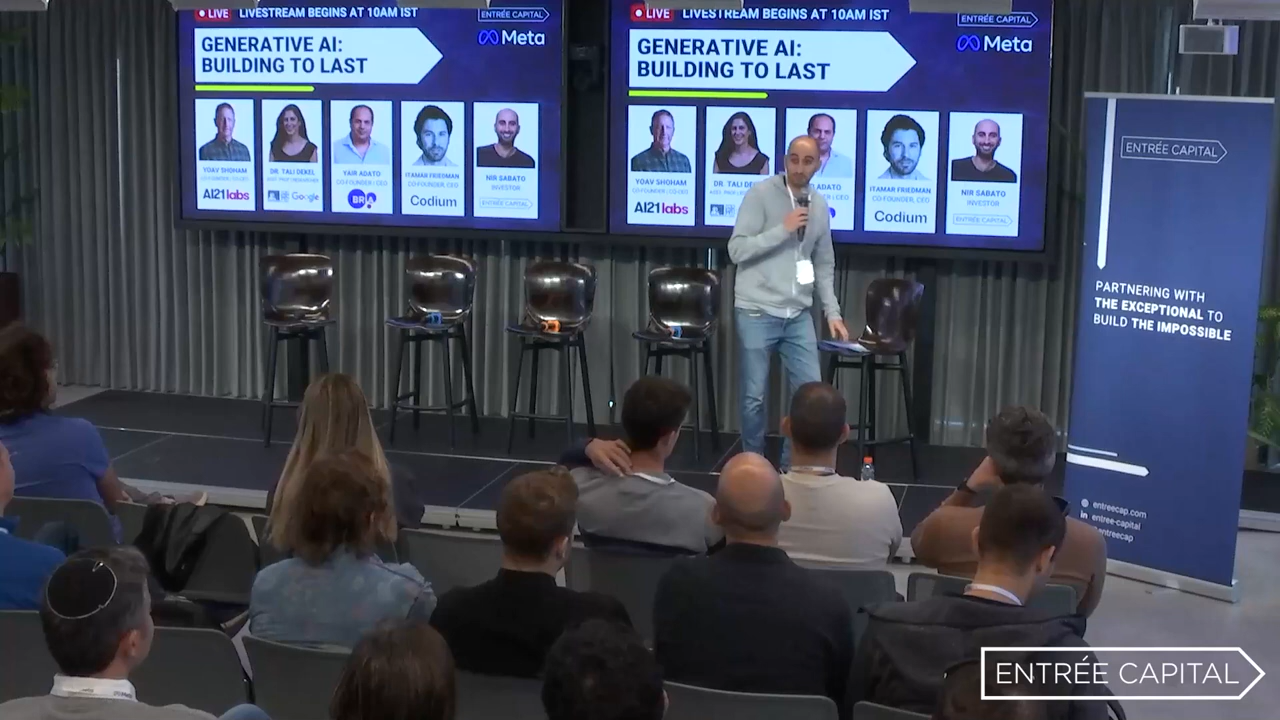 LIVE LIVESTREAM BEGINS AT 10AM IST
ENTRÉE CAPITAL
GENERATIVE AI:
BUILDING TO LAST
Meta
YOAV SHOHAM
DR. TALI DEKEL
YAIR ADATO
ITAMAR FRIEDMAN
NIR SABATO
CO-FOUNDER | CEO
CO-FOUNDER, CEO
INVESTOR
AI21labs
Google
BRIA
Codium
ENTRÉE CAPITAL
LIVE LIVESTREAM BEGINS AT 10AM IST
ENTRÉE CAPITAL
GENERATIVE AI:
BUILDING TO LAST
Meta
YOAV SHOHAM
DR. TALI DEKEL
ADATO
ITAMAR FRIEDMAN
NIR SABATO
CEO
CO-FOUNDER, CEO
INVESTOR
AI21labs
Codium
ENTRÉE CAPITAL
ENTRÉE CAPITAL
PARTNERING WITH
THE EXCEPTIONAL TO
BUILD THE IMPOSSIBLE
entreecap.com
in entree-capital
entreecap
ENTRÉE CAPITAL